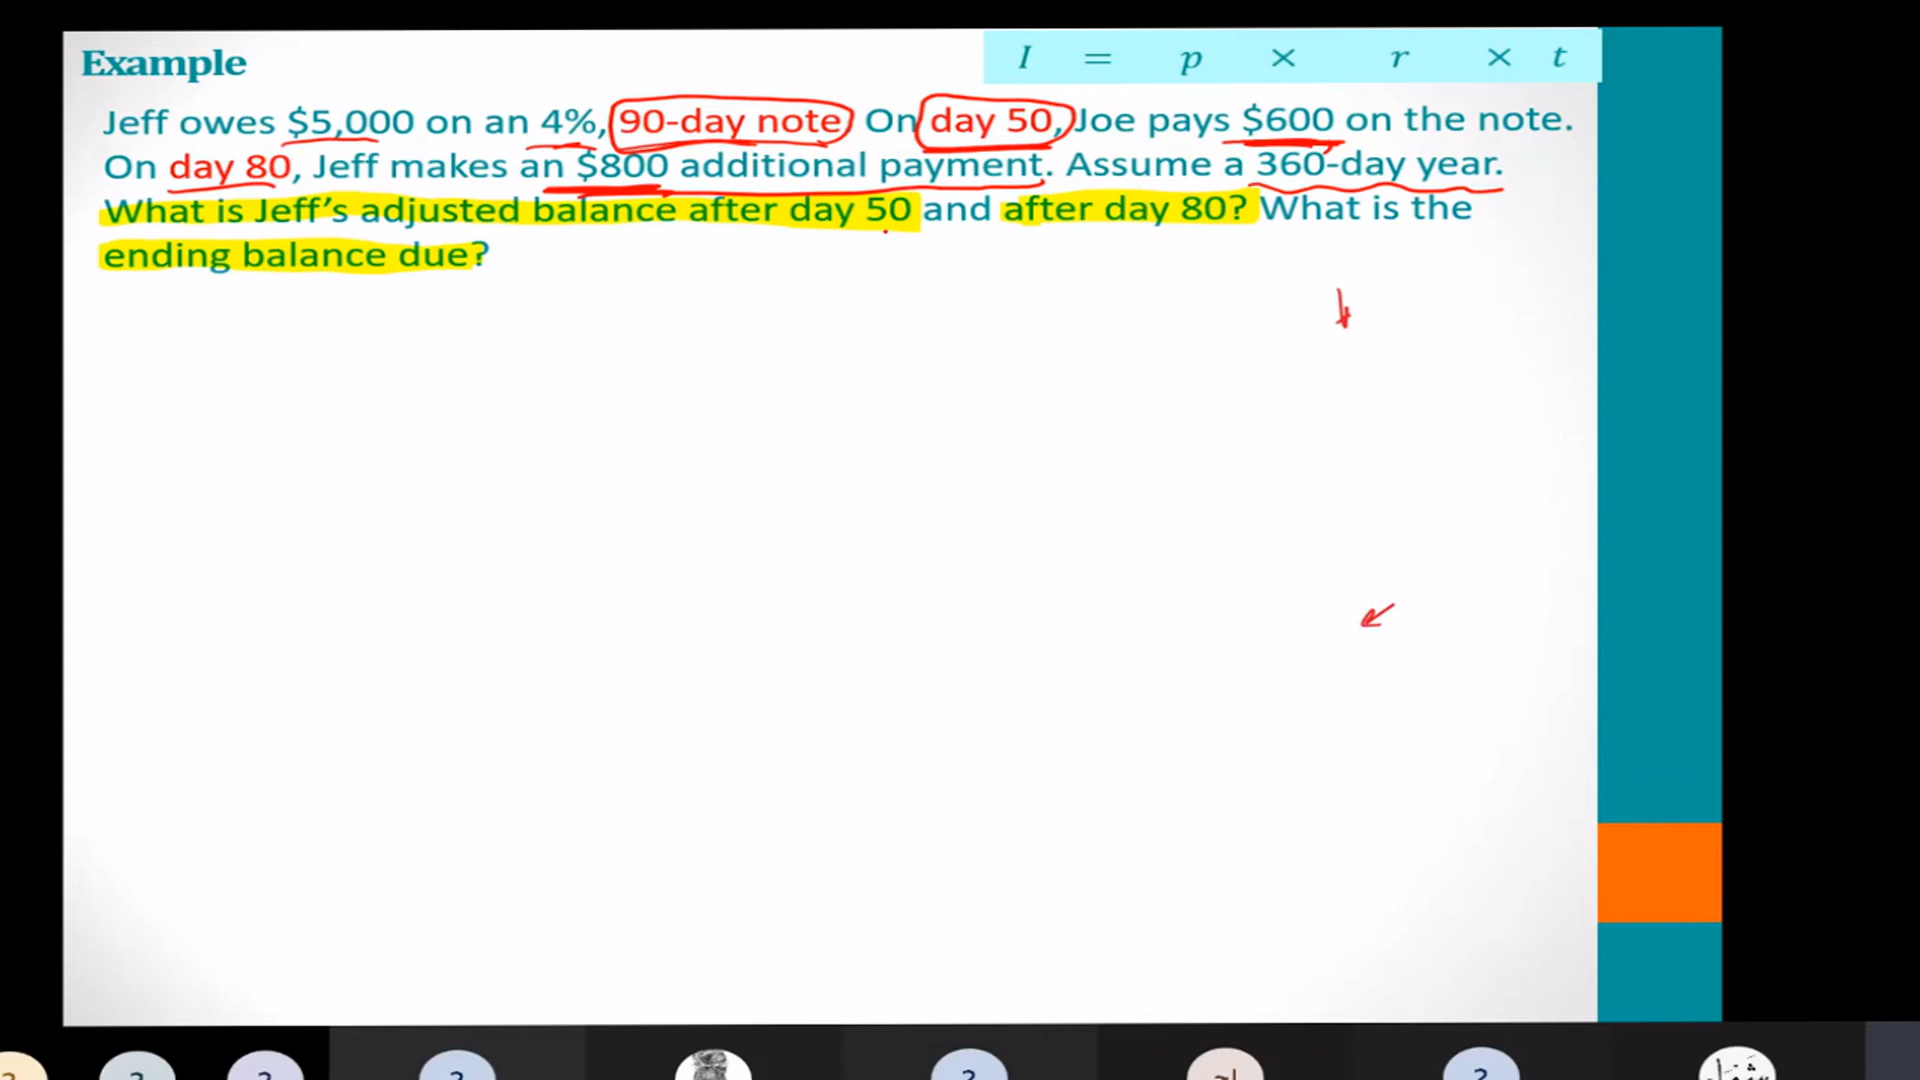 Example
I = p × r × t
Jeff owes $5,000 on an 4%, 90-day note. On day 50, Joe pays $600 on the note.
On day 80, Jeff makes an $800 additional payment. Assume a 360-day year.
What is Jeff’s adjusted balance after day 50 and after day 80? What is the
ending balance due?